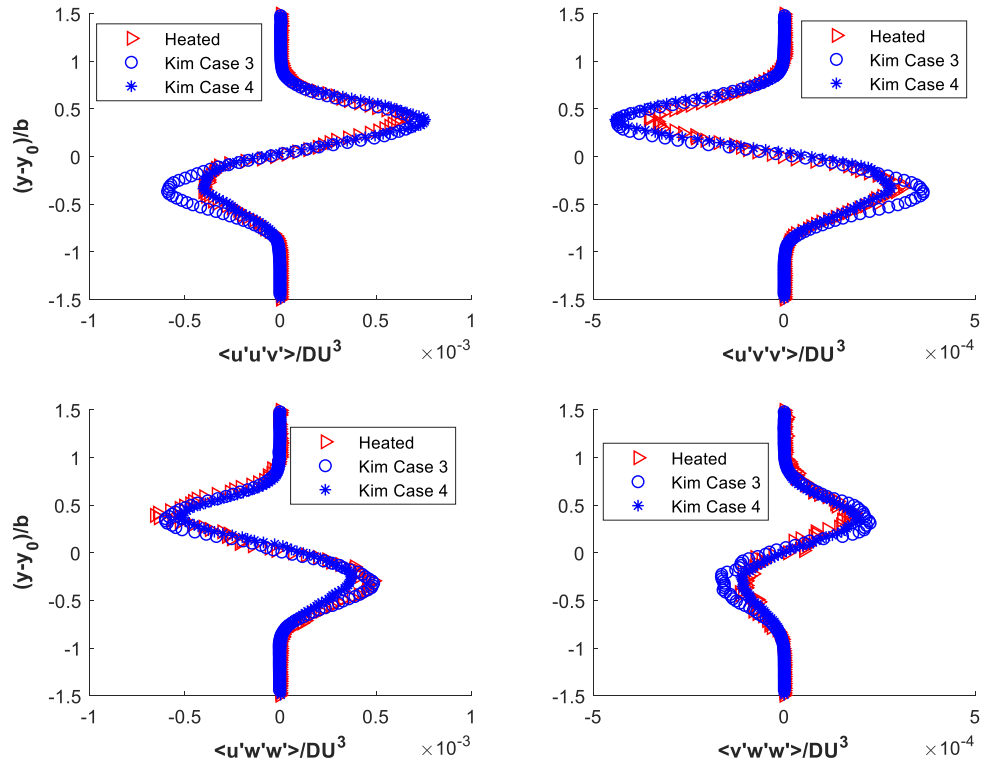 1.5
1
0.5
0
-0.5
-1
-1.5
(y-y0)/b
Heated
Kim Case 3
Kim Case 4
-1 -0.5 0 0.5 1
×10-3
<u'u'v'>/DU3
1.5
1
0.5
0
-0.5
-1
-1.5
Heated
Kim Case 3
Kim Case 4
-5 0 5
×10-4
<u'v'v'>/DU3
1.5
1
0.5
0
-0.5
-1
-1.5
(y-y0)/b
Heated
Kim Case 3
Kim Case 4
-1 -0.5 0 0.5 1
×10-3
<u'w'w'>/DU3
1.5
1
0.5
0
-0.5
-1
-1.5
Heated
Kim Case 3
Kim Case 4
-5 0 5
×10-4
<v'w'w'>/DU3